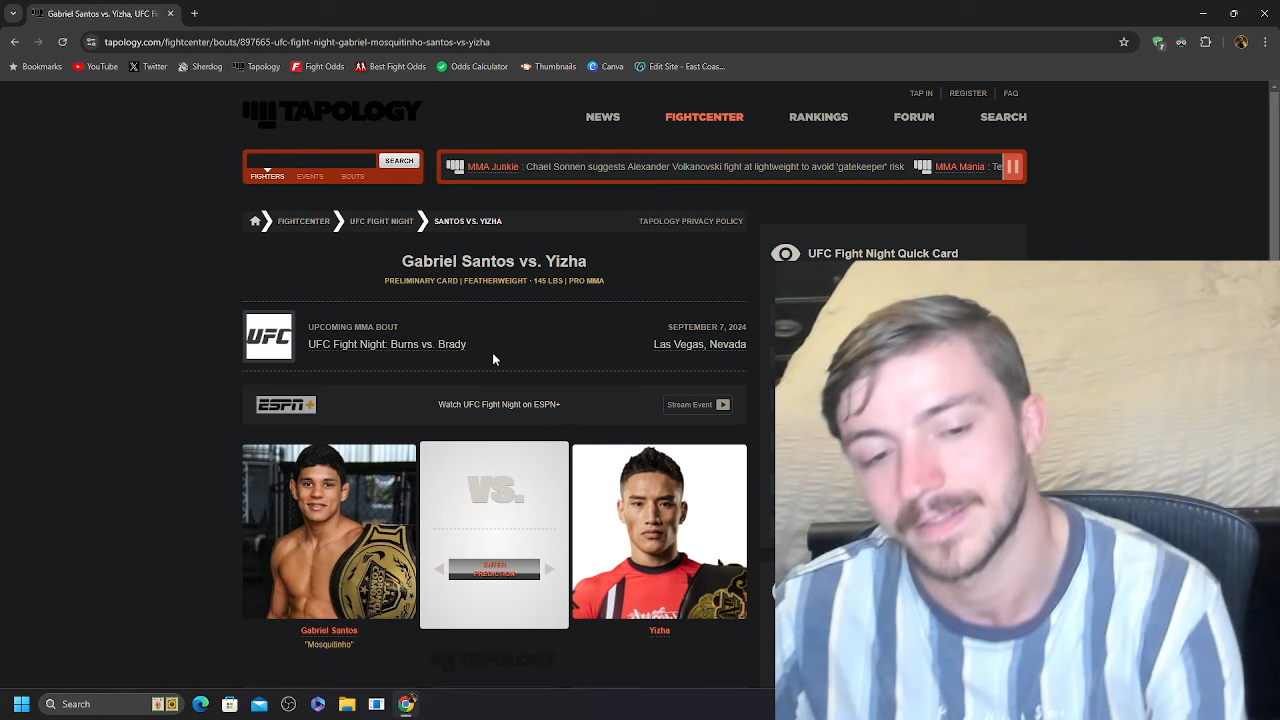 Gabriel Santos vs. Yizha, UFC Fi
tapology.com/fightcenter/bouts/897665-ufc-fight-night-gabriel-mosquitinho-santos-vs-yizha
Bookmarks YouTube Twitter Sherdog Tapology Fight Odds Best Fight Odds Odds Calculator Thumbnails Canva Edit Site - East Coas...
TAP IN REGISTER FAQ
TAPOLOGY
NEWS FIGHTCENTER RANKINGS FORUM SEARCH
SEARCH
FIGHTERS EVENTS BOUTS
MMA Junkie : Chael Sonnen suggests Alexander Volkanovski fight at lightweight to avoid 'gatekeeper' risk MMA Mania : Te
FIGHTCENTER UFC FIGHT NIGHT SANTOS VS. YIZHA TAPOLOGY PRIVACY POLICY
Gabriel Santos vs. Yizha
PRELIMINARY CARD | FEATHERWEIGHT · 145 LBS | PRO MMA
UFC Fight Night Quick Card
UFC
UPCOMING MMA BOUT SEPTEMBER 7, 2024
UFC Fight Night: Burns vs. Brady Las Vegas, Nevada
ESPN+ Watch UFC Fight Night on ESPN+ Stream Event
VS.
ENTER
PREDICTION
Gabriel Santos Yizha
"Mosquitinho"
TAPOLOGY
Search